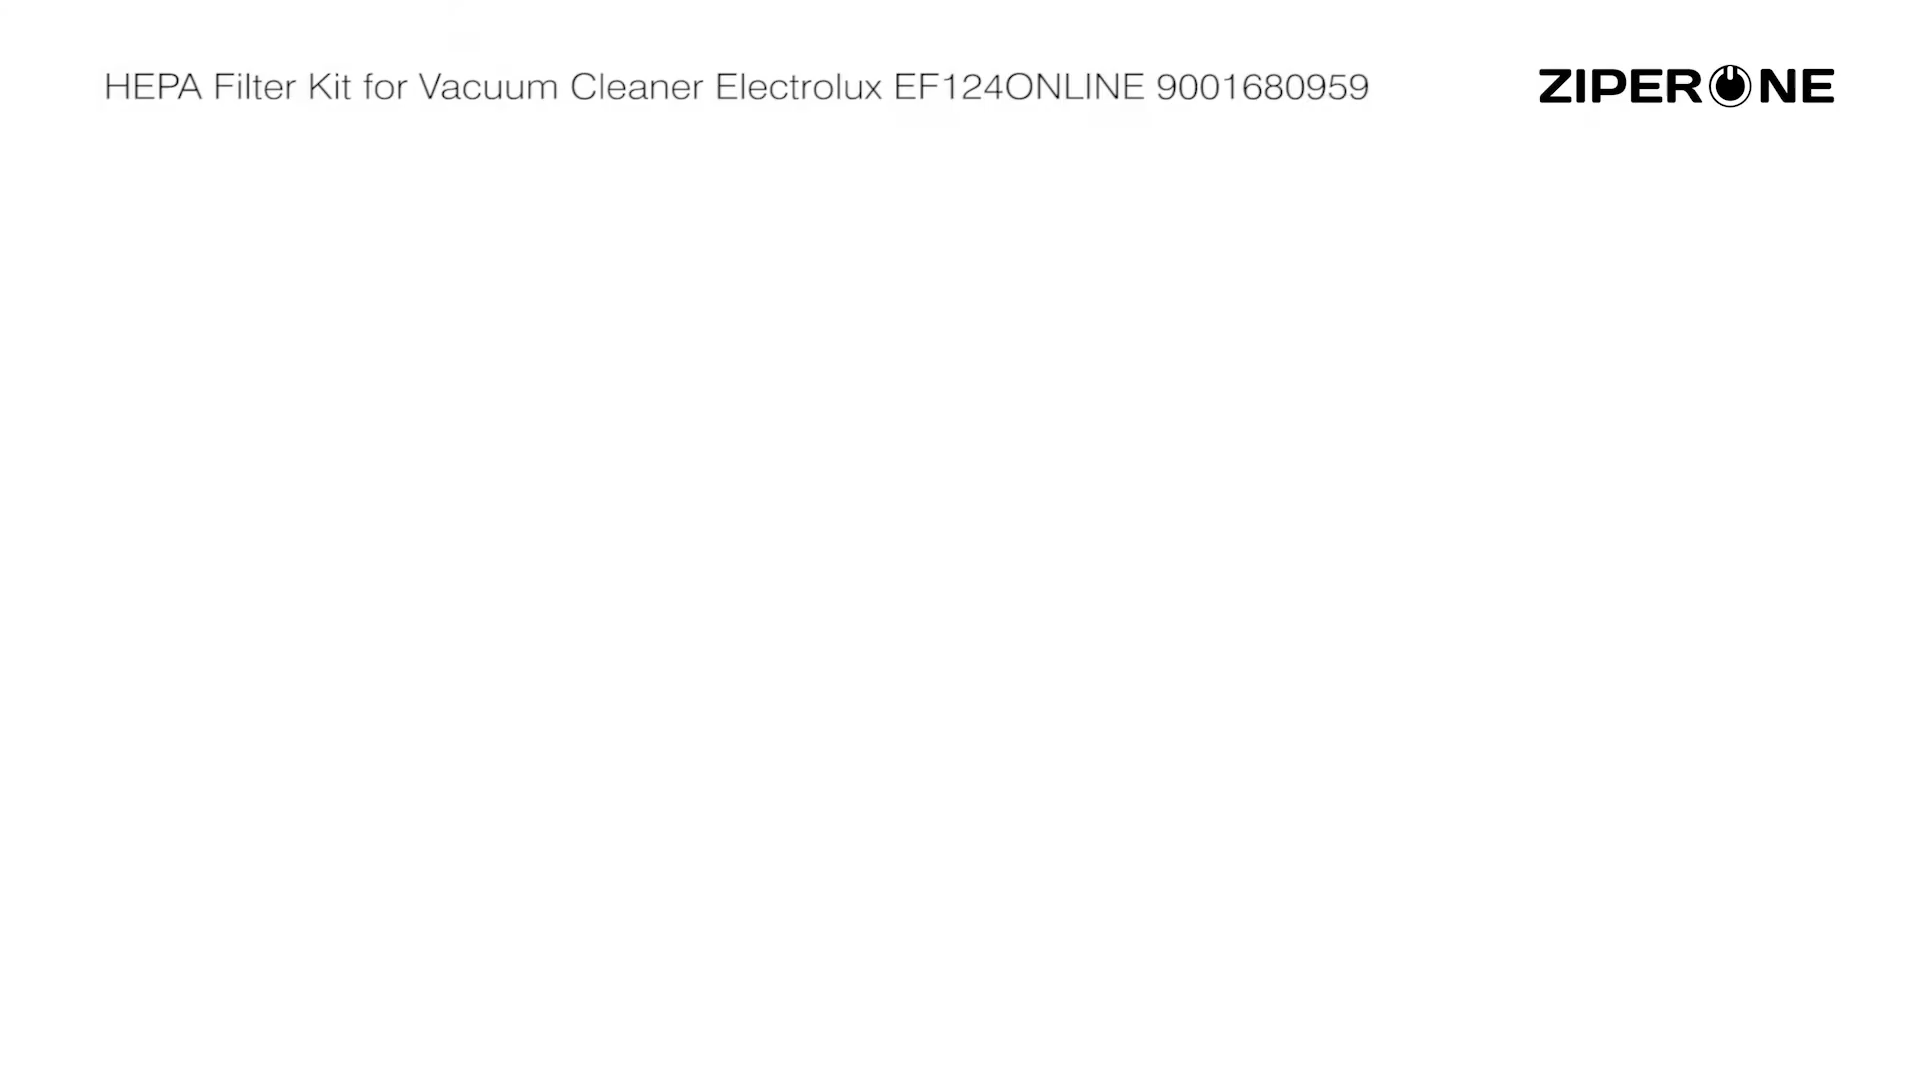 HEPA Filter Kit for Vacuum Cleaner Electrolux EF124ONLINE 9001680959
ZIPERONE